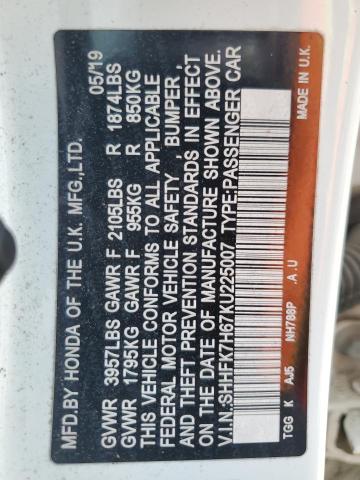 MFD.BY HONDA OF THE U.K. MFG.,LTD. 05/19
GVWR 3957LBS GAWR F 2105LBS R 1874LBS
GVWR 1795KG GAWR F 955KG R 850KG
THIS VEHICLE CONFORMS TO ALL APPLICABLE
FEDERAL MOTOR VEHICLE SAFETY , BUMPER ,
AND THEFT PREVENTION STANDARDS IN EFFECT
ON THE DATE OF MANUFACTURE SHOWN ABOVE.
V.I.N.:SHHFK7H67KU225007 TYPE:PASSENGER CAR
TGG K AJ5 NH788P .A .U MADE IN U.K.